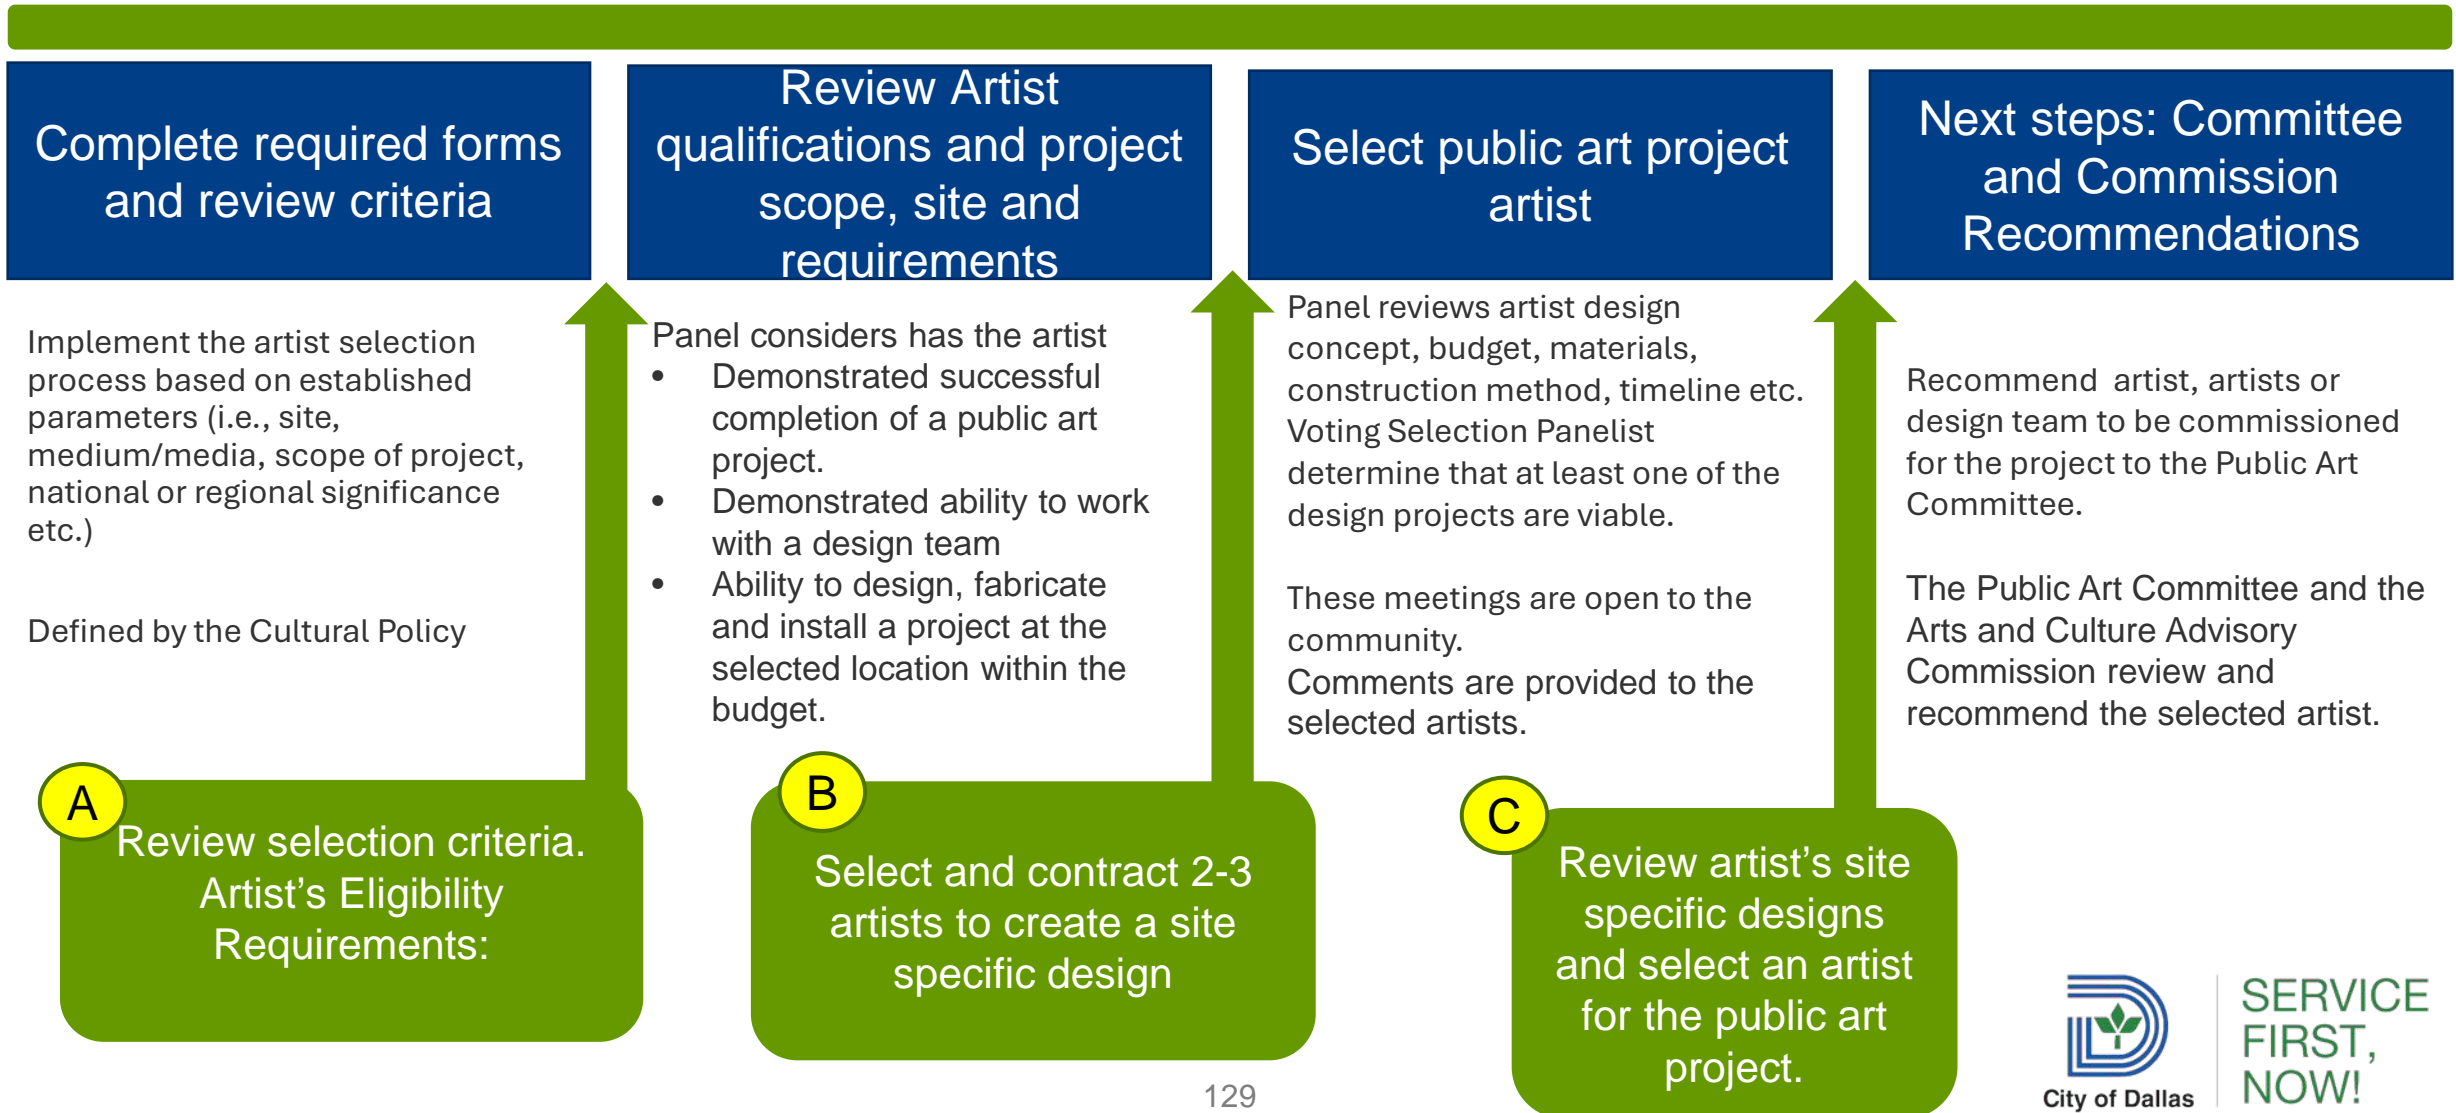 Complete required forms
and review criteria
Review Artist
qualifications and project
scope, site and
requirements
Select public art project
artist
Next steps: Committee
and Commission
Recommendations
Implement the artist selection
process based on established
parameters (i.e., site,
medium/media, scope of project,
national or regional significance
etc.)
Defined by the Cultural Policy
Panel considers has the artist
• Demonstrated successful
completion of a public art
project.
• Demonstrated ability to work
with a design team
• Ability to design, fabricate
and install a project at the
selected location within the
budget.
Panel reviews artist design
concept, budget, materials,
construction method, timeline etc.
Voting Selection Panelist
determine that at least one of the
design projects are viable.
These meetings are open to the
community.
Comments are provided to the
selected artists.
Recommend  artist, artists or
design team to be commissioned
for the project to the Public Art
Committee.
The Public Art Committee and the
Arts and Culture Advisory
Commission review and
recommend the selected artist.
A
Review selection criteria.
Artist’s Eligibility
Requirements:
B
Select and contract 2-3
artists to create a site
specific design
C
Review artist’s site
specific designs
and select an artist
for the public art
project.
129
City of Dallas
SERVICE
FIRST,
NOW!